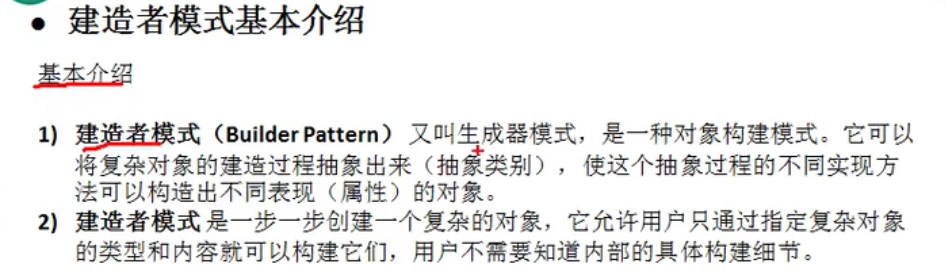 ● 建造者模式基本介绍
基本介绍
1) 建造者模式（Builder Pattern） 又叫生成器模式，是一种对象构建模式。它可以
将复杂对象的建造过程抽象出来（抽象类别），使这个抽象过程的不同实现方
法可以构造出不同表现（属性）的对象。
2) 建造者模式 是一步一步创建一个复杂的对象，它允许用户只通过指定复杂对象
的类型和内容就可以构建它们，用户不需要知道内部的具体构建细节。